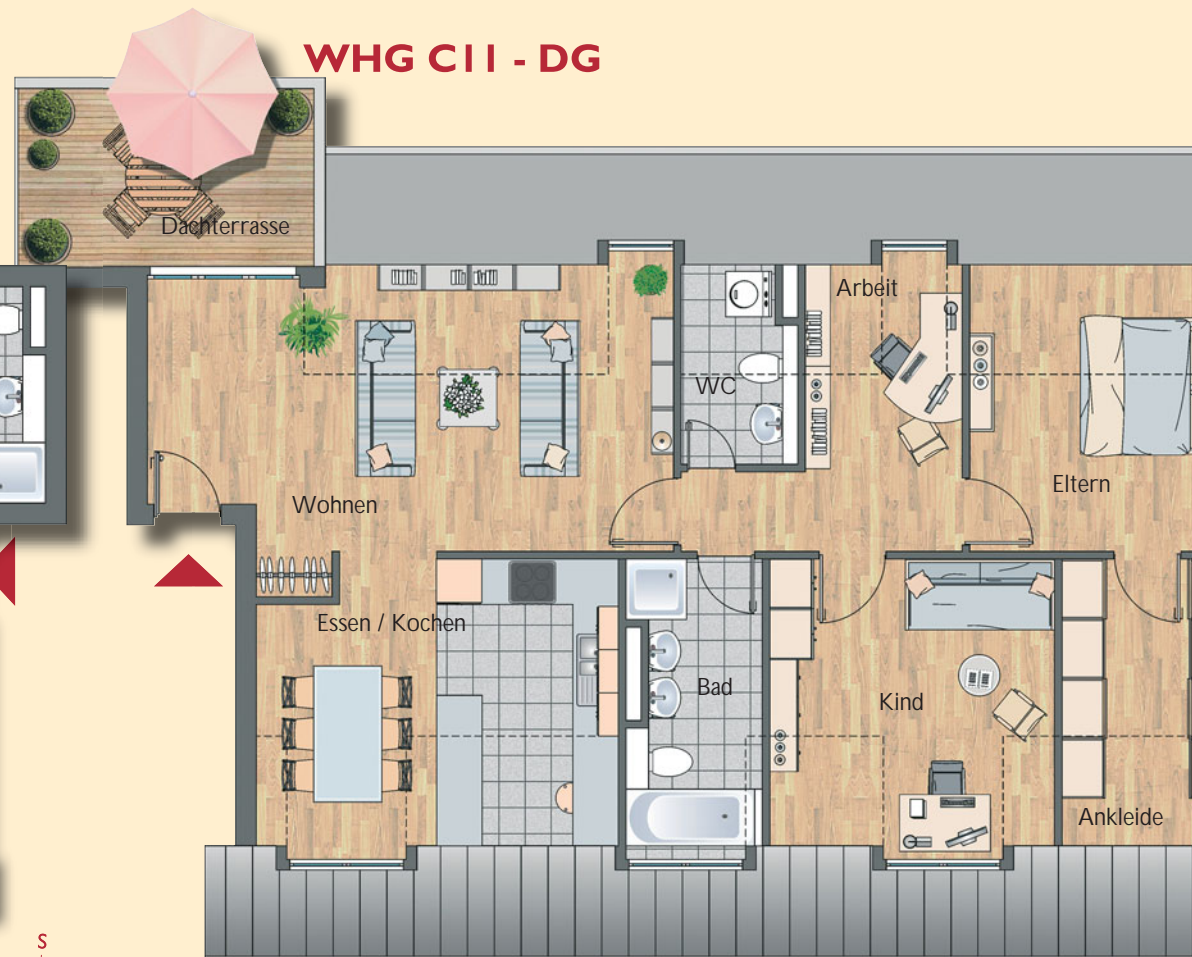 WHG C11 - DG
Dachterrasse
Arbeit
WC
Eltern
Wohnen
Essen / Kochen
Bad
Kind
Ankleide
S